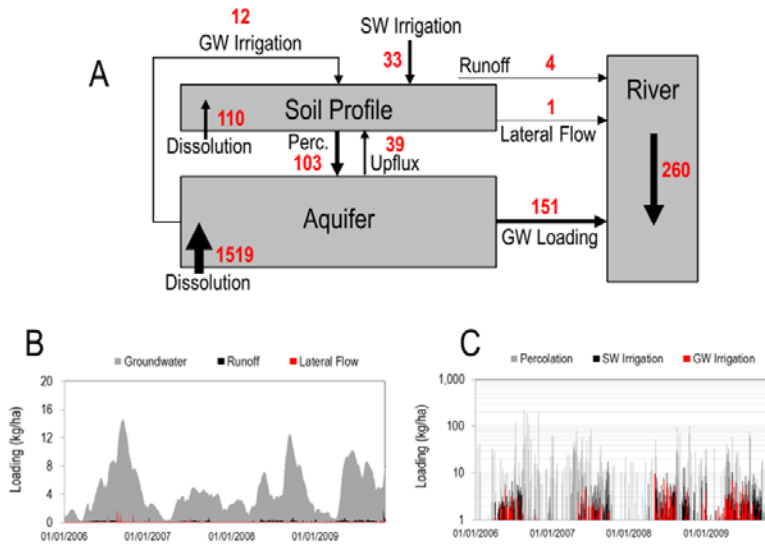 12
GW Irrigation
SW Irrigation
33
A
Runoff
4
River
Soil Profile
110
1
Lateral Flow
Dissolution
Perc.
103
39
Upflux
260
Aquifer
151
GW Loading
1519
Dissolution
B
Groundwater Runoff Lateral Flow
Loading (kg/ha)
20
16
12
8
4
0
01/01/2006 01/01/2007 01/01/2008 01/01/2009
C
Percolation SW Irrigation GW Irrigation
Loading (kg/ha)
1,000
100
10
1
01/01/2006 01/01/2007 01/01/2008 01/01/2009